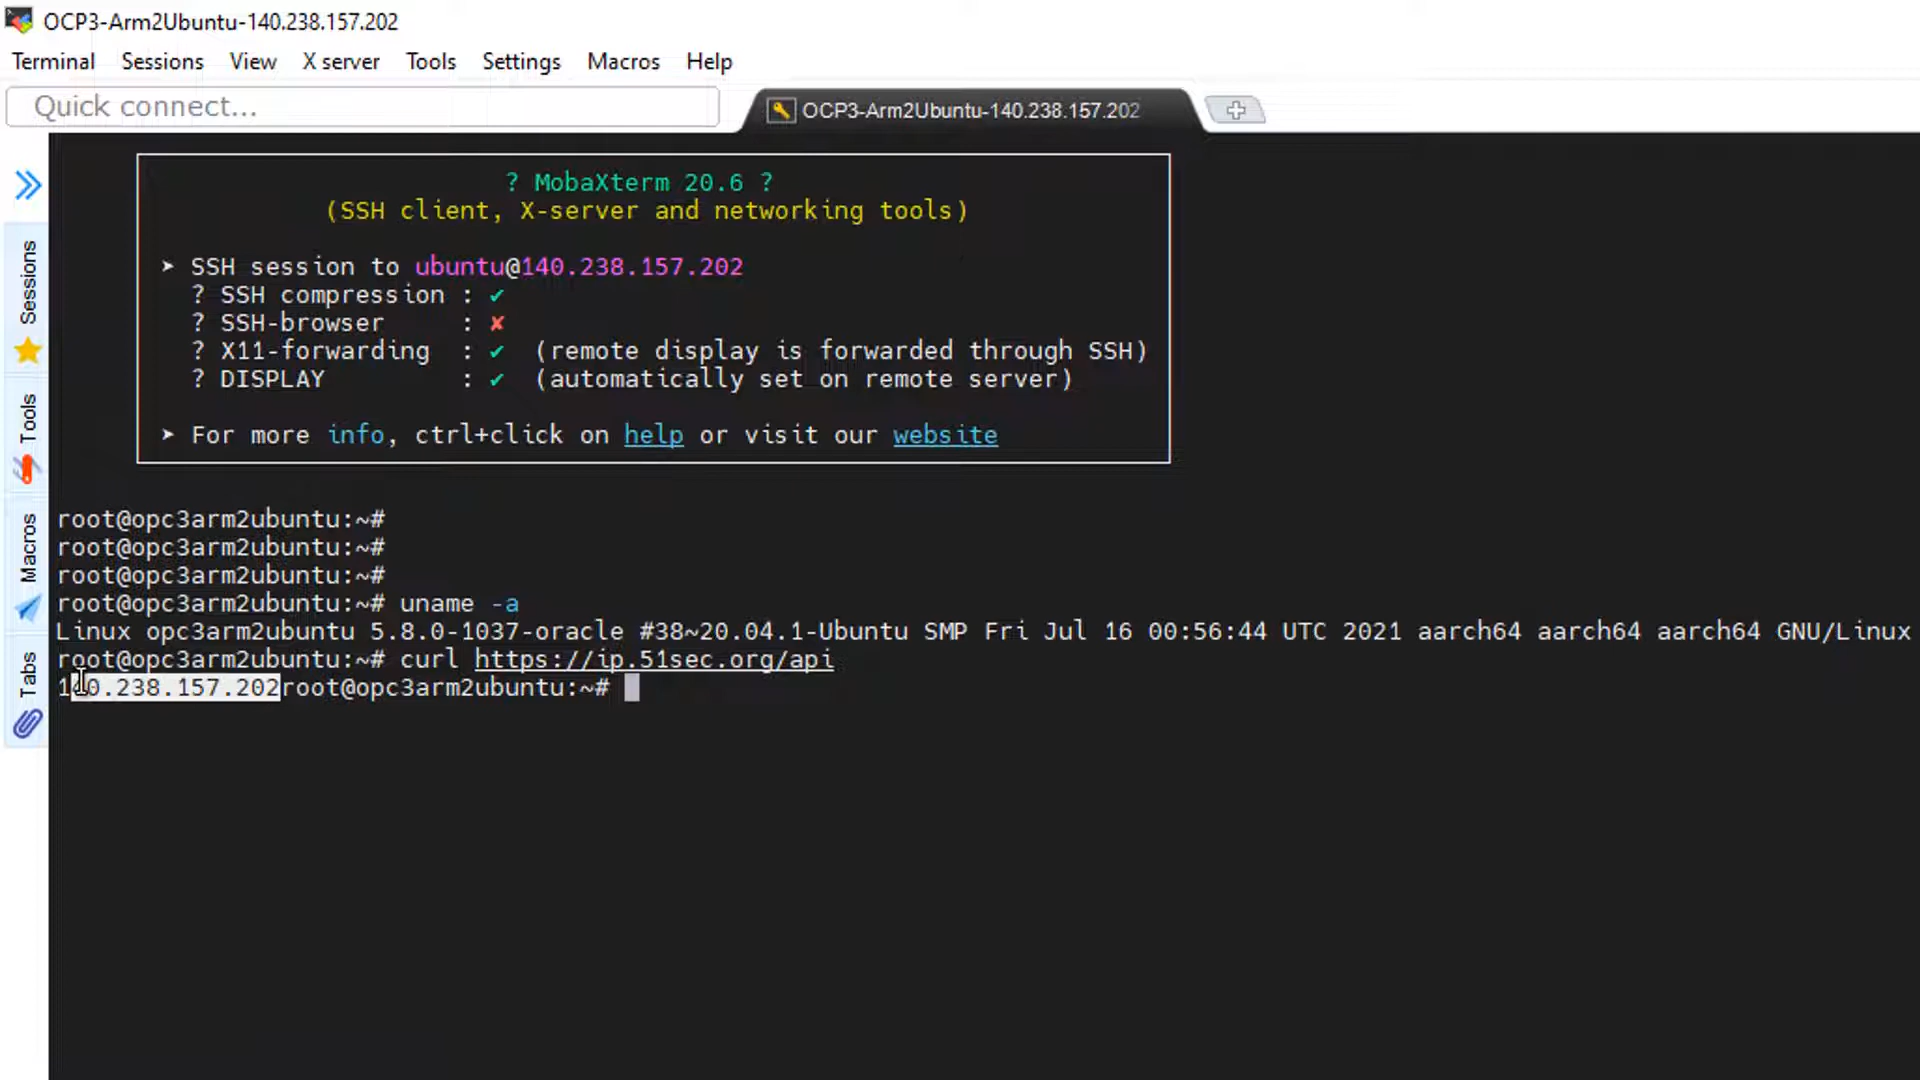 OCP3-Arm2Ubuntu-140.238.157.202
Terminal Sessions View X server Tools Settings Macros Help
Quick connect...
OCP3-Arm2Ubuntu-140.238.157.202
Sessions
Tools
Macros
Tabs
? MobaXterm 20.6 ?
(SSH client, X-server and networking tools)
➤ SSH session to ubuntu@140.238.157.202
? SSH compression : ✔
? SSH-browser : ✘
? X11-forwarding : ✔ (remote display is forwarded through SSH)
? DISPLAY : ✔ (automatically set on remote server)
➤ For more info, ctrl+click on help or visit our website
root@opc3arm2ubuntu:~#
root@opc3arm2ubuntu:~#
root@opc3arm2ubuntu:~#
root@opc3arm2ubuntu:~# uname -a
Linux opc3arm2ubuntu 5.8.0-1037-oracle #38~20.04.1-Ubuntu SMP Fri Jul 16 00:56:44 UTC 2021 aarch64 aarch64 aarch64 GNU/Linux
root@opc3arm2ubuntu:~# curl https://ip.51sec.org/api
140.238.157.202root@opc3arm2ubuntu:~#